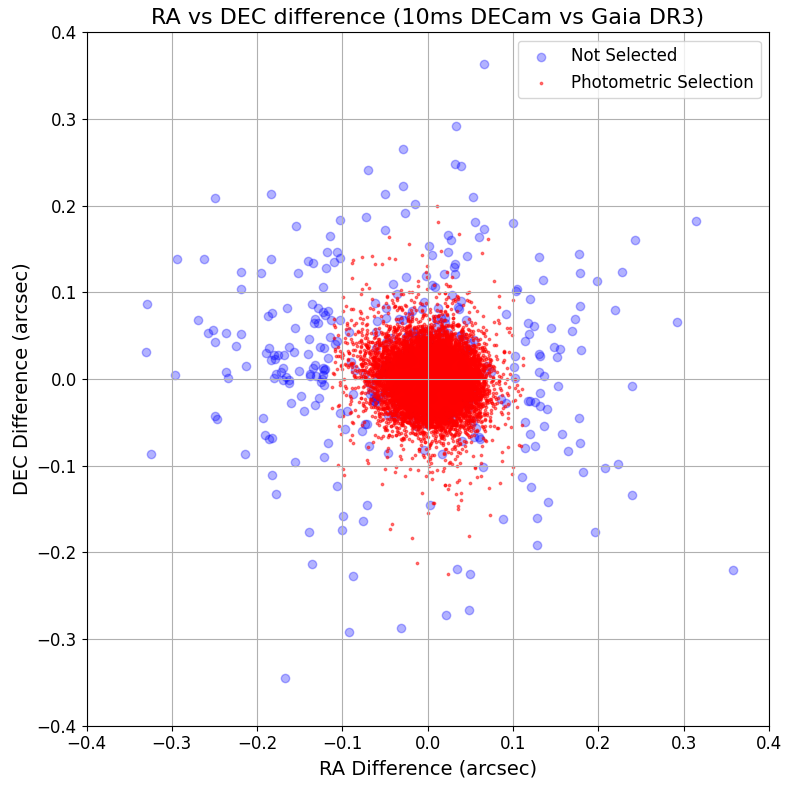 RA vs DEC difference (10ms DECam vs Gaia DR3)
Not Selected
Photometric Selection
0.4
0.3
0.2
0.1
0.0
−0.1
−0.2
−0.3
−0.4
DEC Difference (arcsec)
−0.4 −0.3 −0.2 −0.1 0.0 0.1 0.2 0.3 0.4
RA Difference (arcsec)